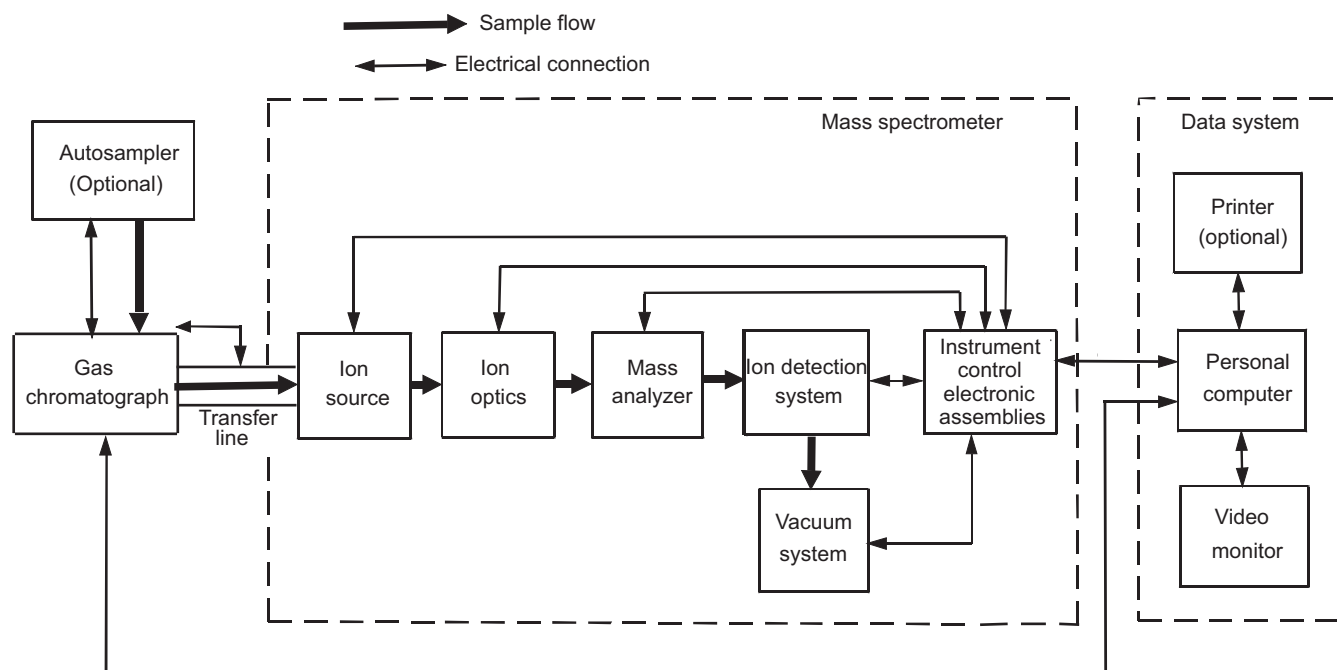 Sample flow
Electrical connection
Mass spectrometer
Data system
Autosampler
(Optional)
Printer
(optional)
Gas
chromatograph
Transfer
line
Ion
source
Ion
optics
Mass
analyzer
Ion detection
system
Instrument
control
electronic
assemblies
Personal
computer
Vacuum
system
Video
monitor